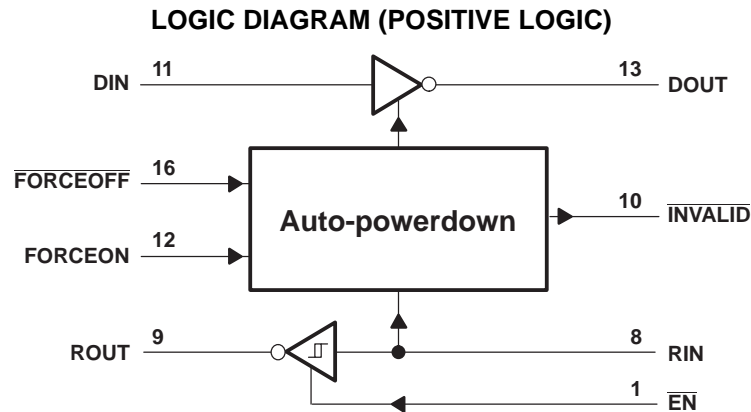 LOGIC DIAGRAM (POSITIVE LOGIC)
DIN 11 13 DOUT
FORCEOFF 16
Auto-powerdown
10 INVALID
FORCEON 12
ROUT 9 8 RIN
1 EN